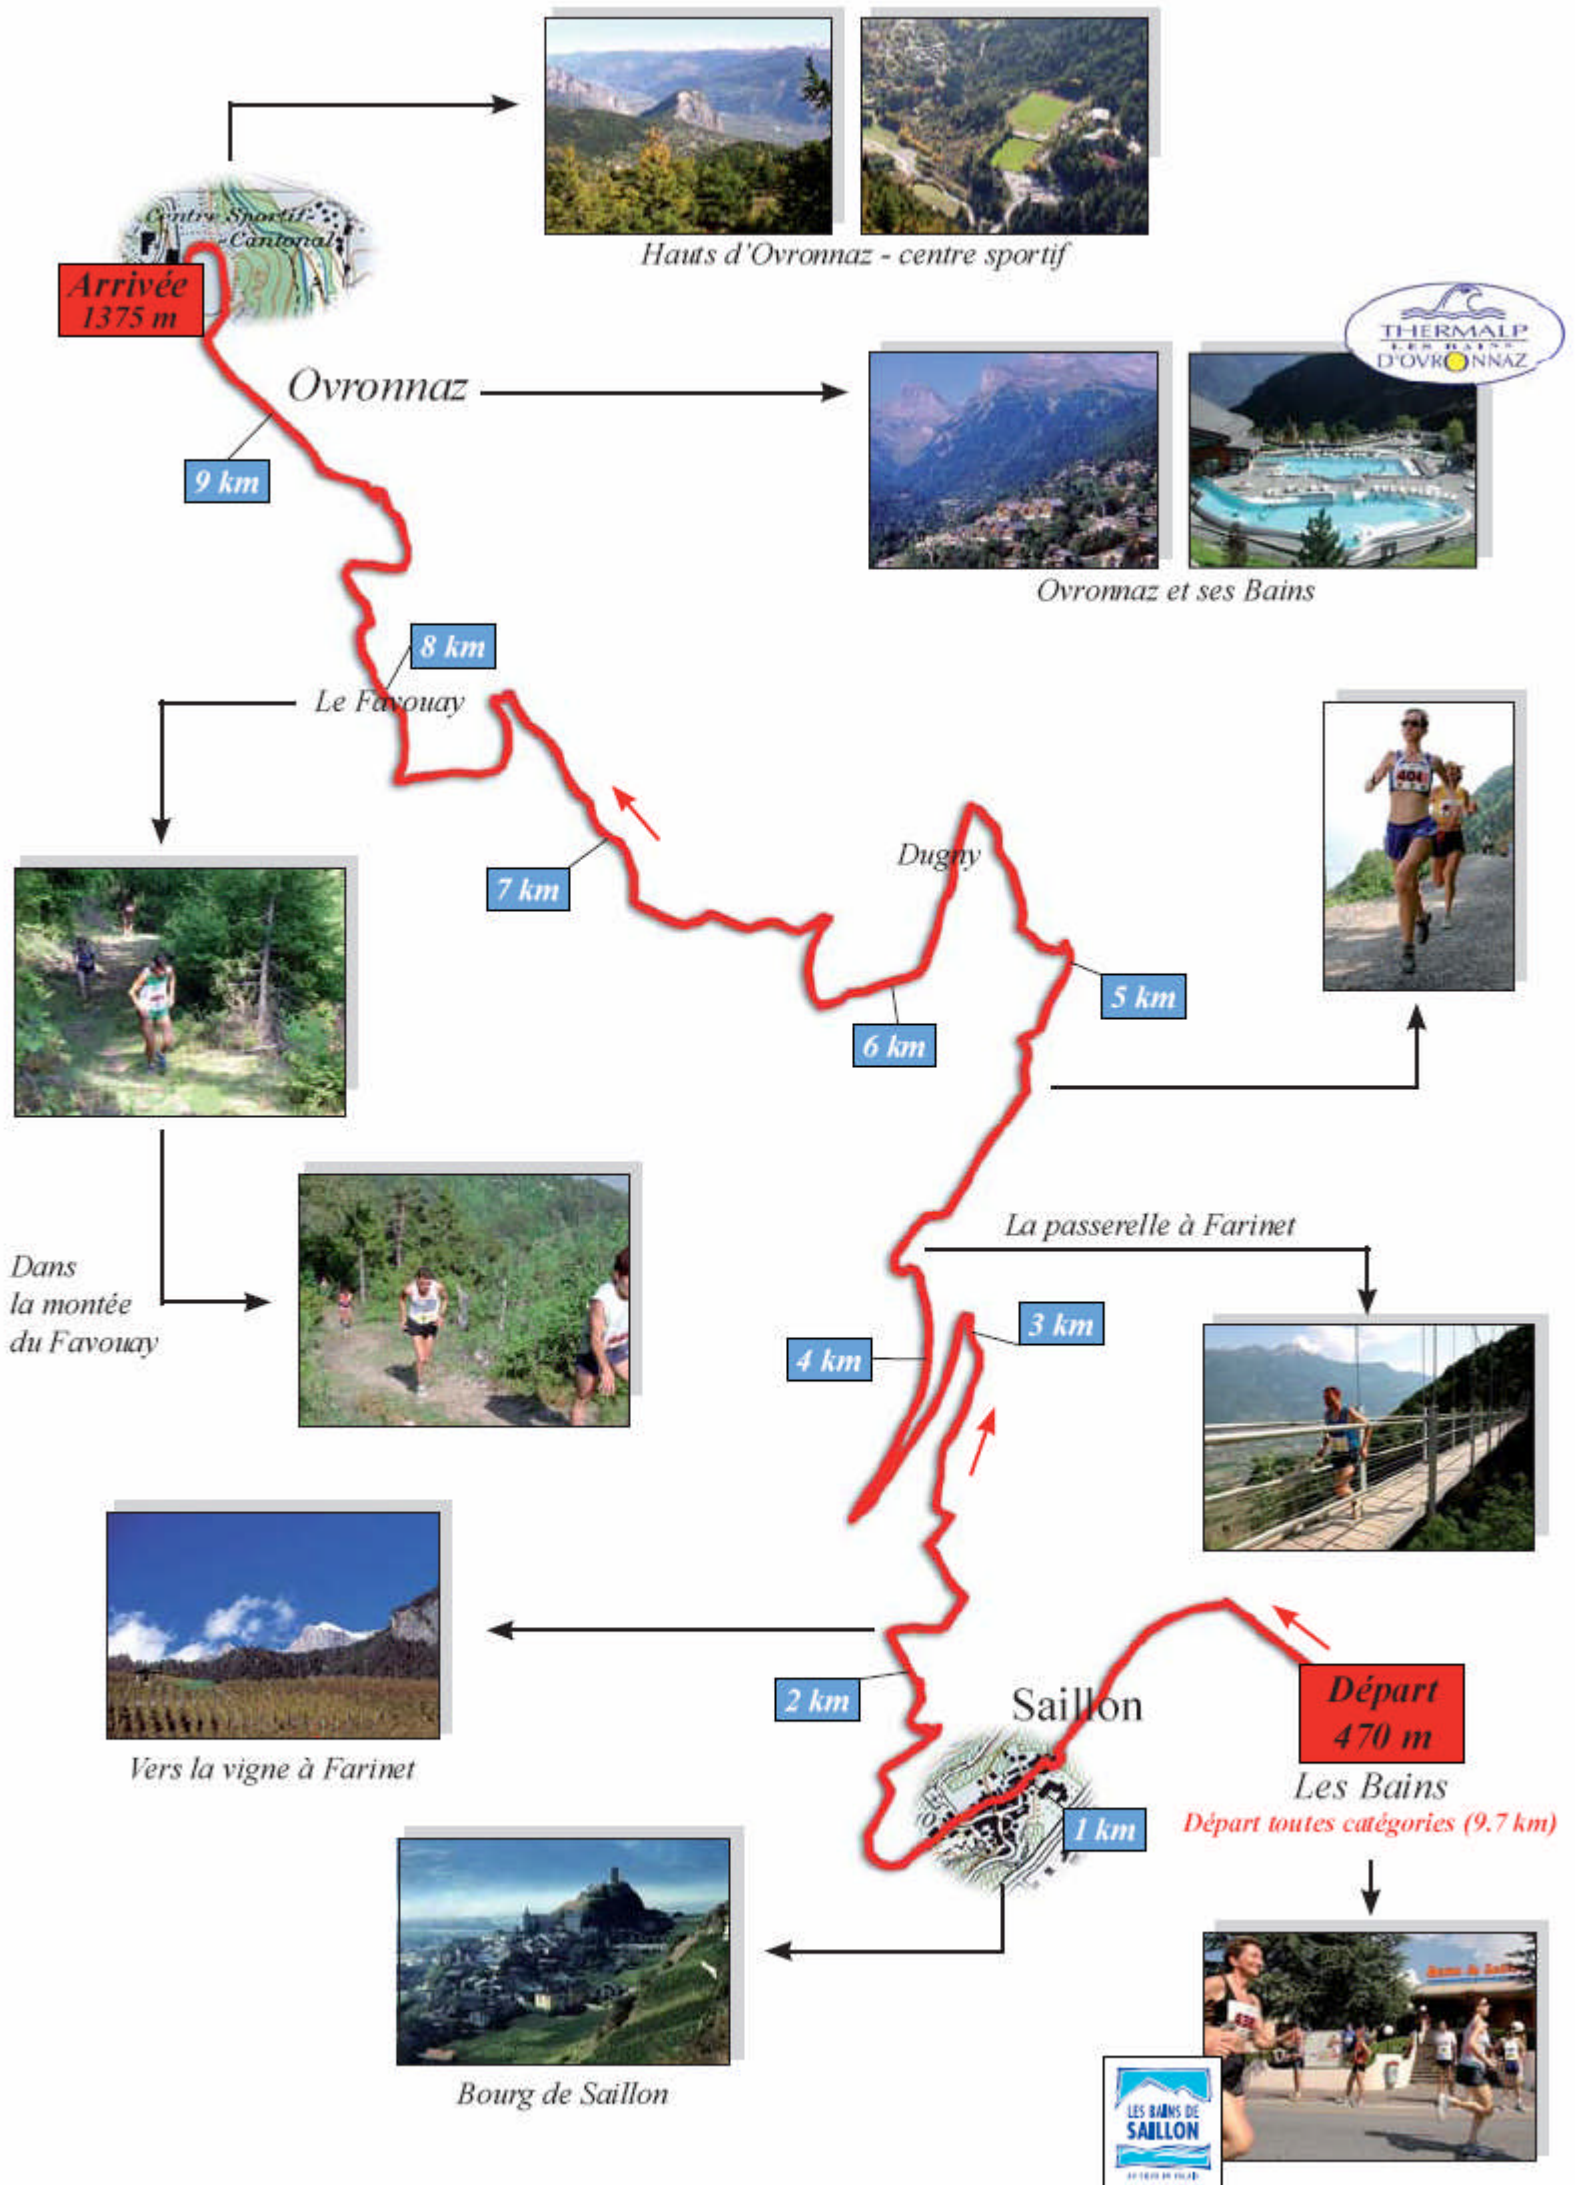 Centre Sportif
Cantonal
Hauts d'Ovronnaz - centre sportif
Arrivée
1375 m
THERMALP
LES BAINS
D'OVRONNAZ
Ovronnaz
9 km
Ovronnaz et ses Bains
8 km
Le Favouay
404
Dugny
7 km
5 km
6 km
La passerelle à Farinet
Dans
la montée
du Favouay
3 km
4 km
2 km
Saillon
Départ
470 m
Vers la vigne à Farinet
Les Bains
Départ toutes catégories (9.7 km)
1 km
Bourg de Saillon
LES BAINS DE
SAILLON